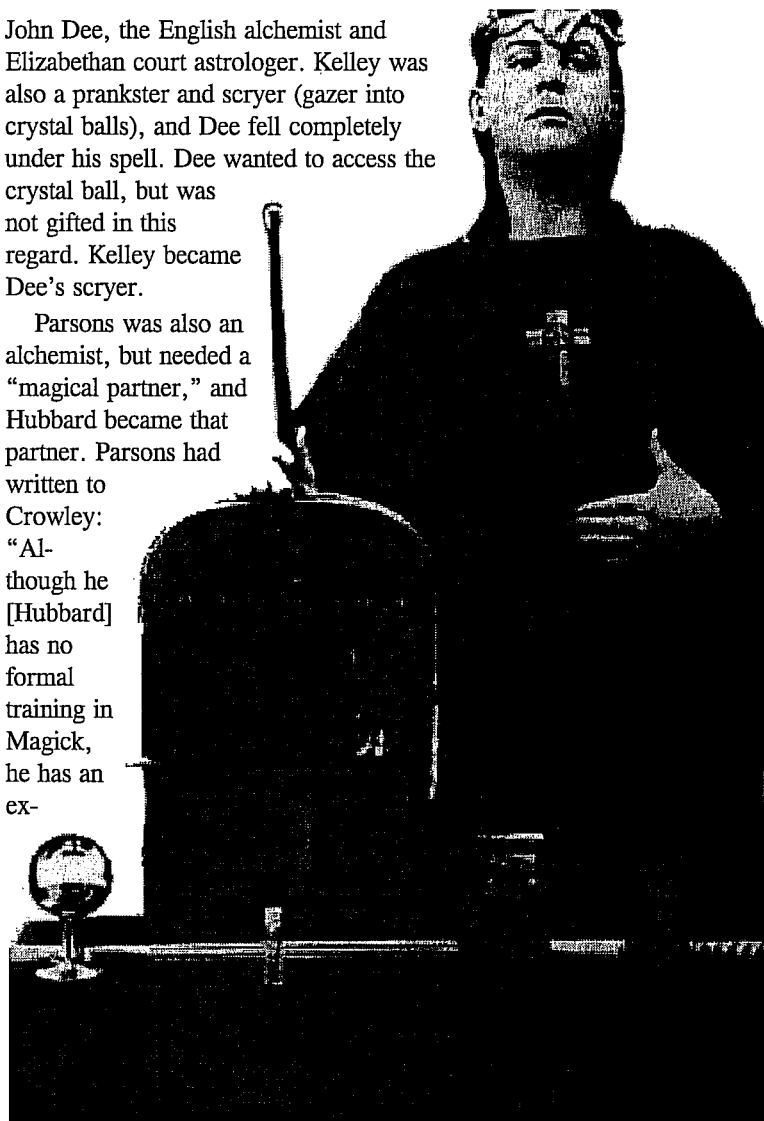 John Dee, the English alchemist and
Elizabethan court astrologer. Kelley was
also a prankster and scryer (gazer into
crystal balls), and Dee fell completely
under his spell. Dee wanted to access the
crystal ball, but was
not gifted in this
regard. Kelley became
Dee's scryer.
Parsons was also an
alchemist, but needed a
“magical partner,” and
Hubbard became that
partner. Parsons had
written to
Crowley:
“Al-
though he
[Hubbard]
has no
formal
training in
Magick,
he has an
ex-